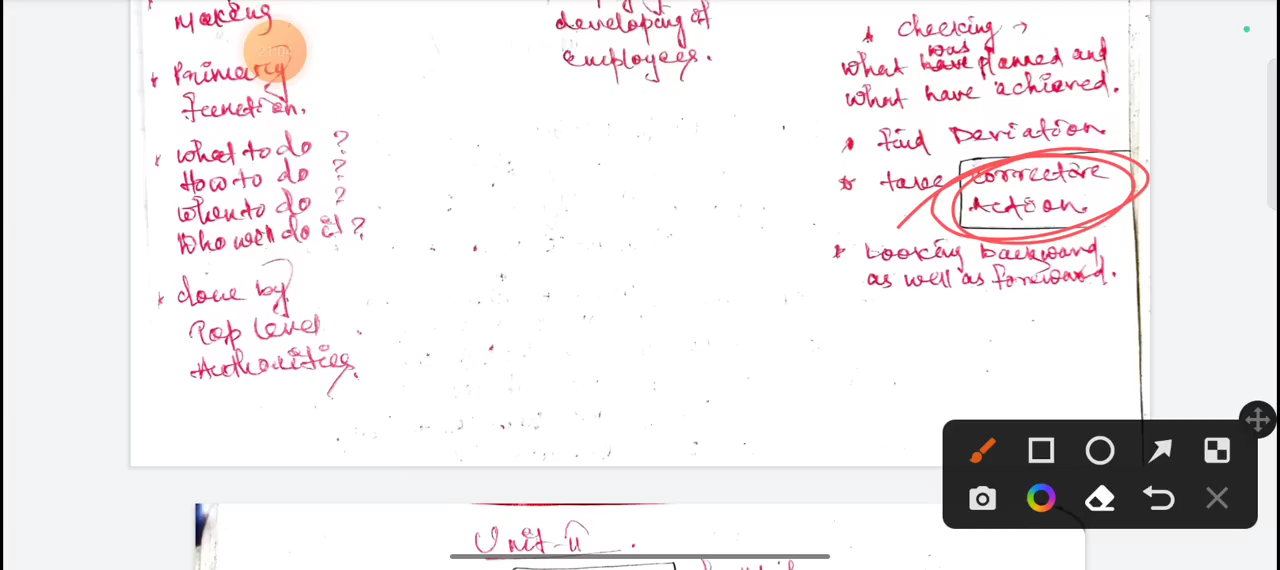 Making
* Primary
Function.
* What to do ?
How to do ?
When to do ?
Who will do it ?
* done by
Top Level
Authorities.
developing of
employees.
* Checking →
was
What have planned and
What have achieved.
* find Deviation.
* take corrective
Action.
* Looking backward
as well as forward.
Unit-II